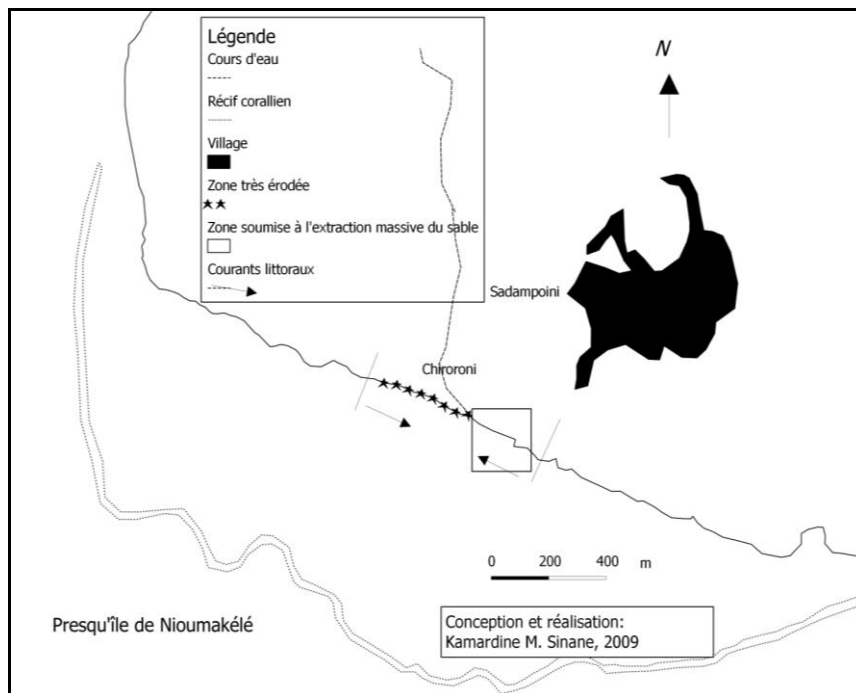 Légende
Cours d'eau
Récif corallien
Village
Zone très érodée
Zone soumise à l'extraction massive du sable
Courants littoraux
N
Sadampoini
Chiroroni
0 200 400 m
Presqu'île de Nioumakélé
Conception et réalisation:
Kamardine M. Sinane, 2009